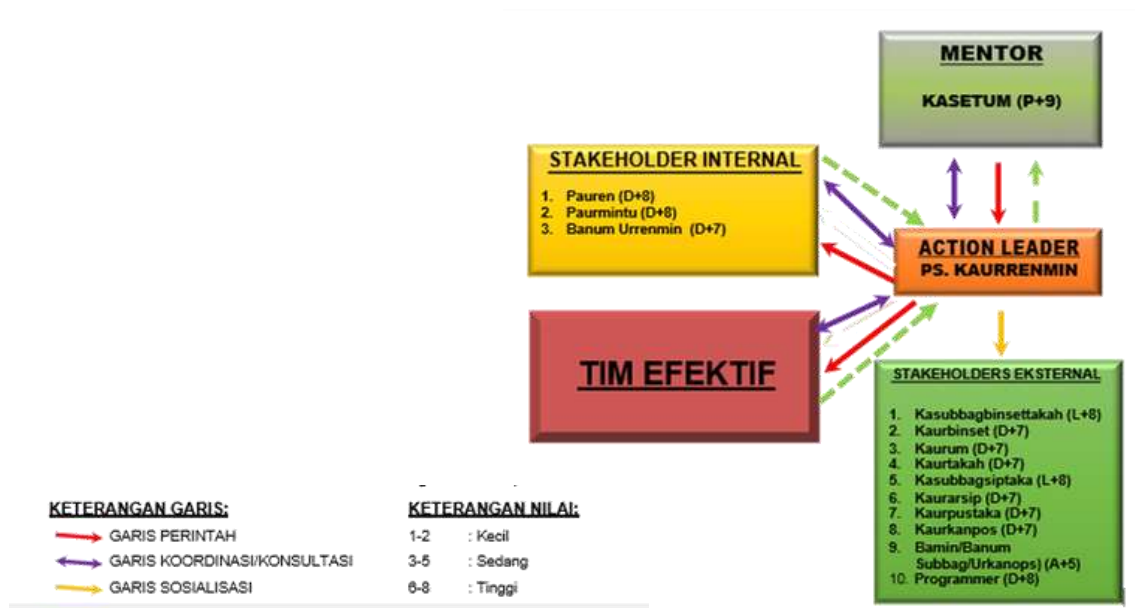 MENTOR
KASETUM (P+9)
STAKEHOLDER INTERNAL
1. Pauren (D+8)
2. Paurmintu (D+8)
3. Banum Urrenmin (D+7)
ACTION LEADER
PS. KAURRENMIN
TIM EFEKTIF
STAKEHOLDERS EKSTERNAL
1. Kasubbagbinsettakah (L+8)
2. Kaurbinset (D+7)
3. Kaurum (D+7)
4. Kaurtakah (D+7)
5. Kasubbagsiptaka (L+8)
6. Kaurarsip (D+7)
7. Kaurpustaka (D+7)
8. Kaurkanpos (D+7)
9. Bamin/Banum
Subbag/Urkanops) (A+5)
10. Programmer (D+8)
KETERANGAN GARIS:
GARIS PERINTAH
GARIS KOORDINASI/KONSULTASI
GARIS SOSIALISASI
KETERANGAN NILAI:
1-2 : Kecil
3-5 : Sedang
6-8 : Tinggi